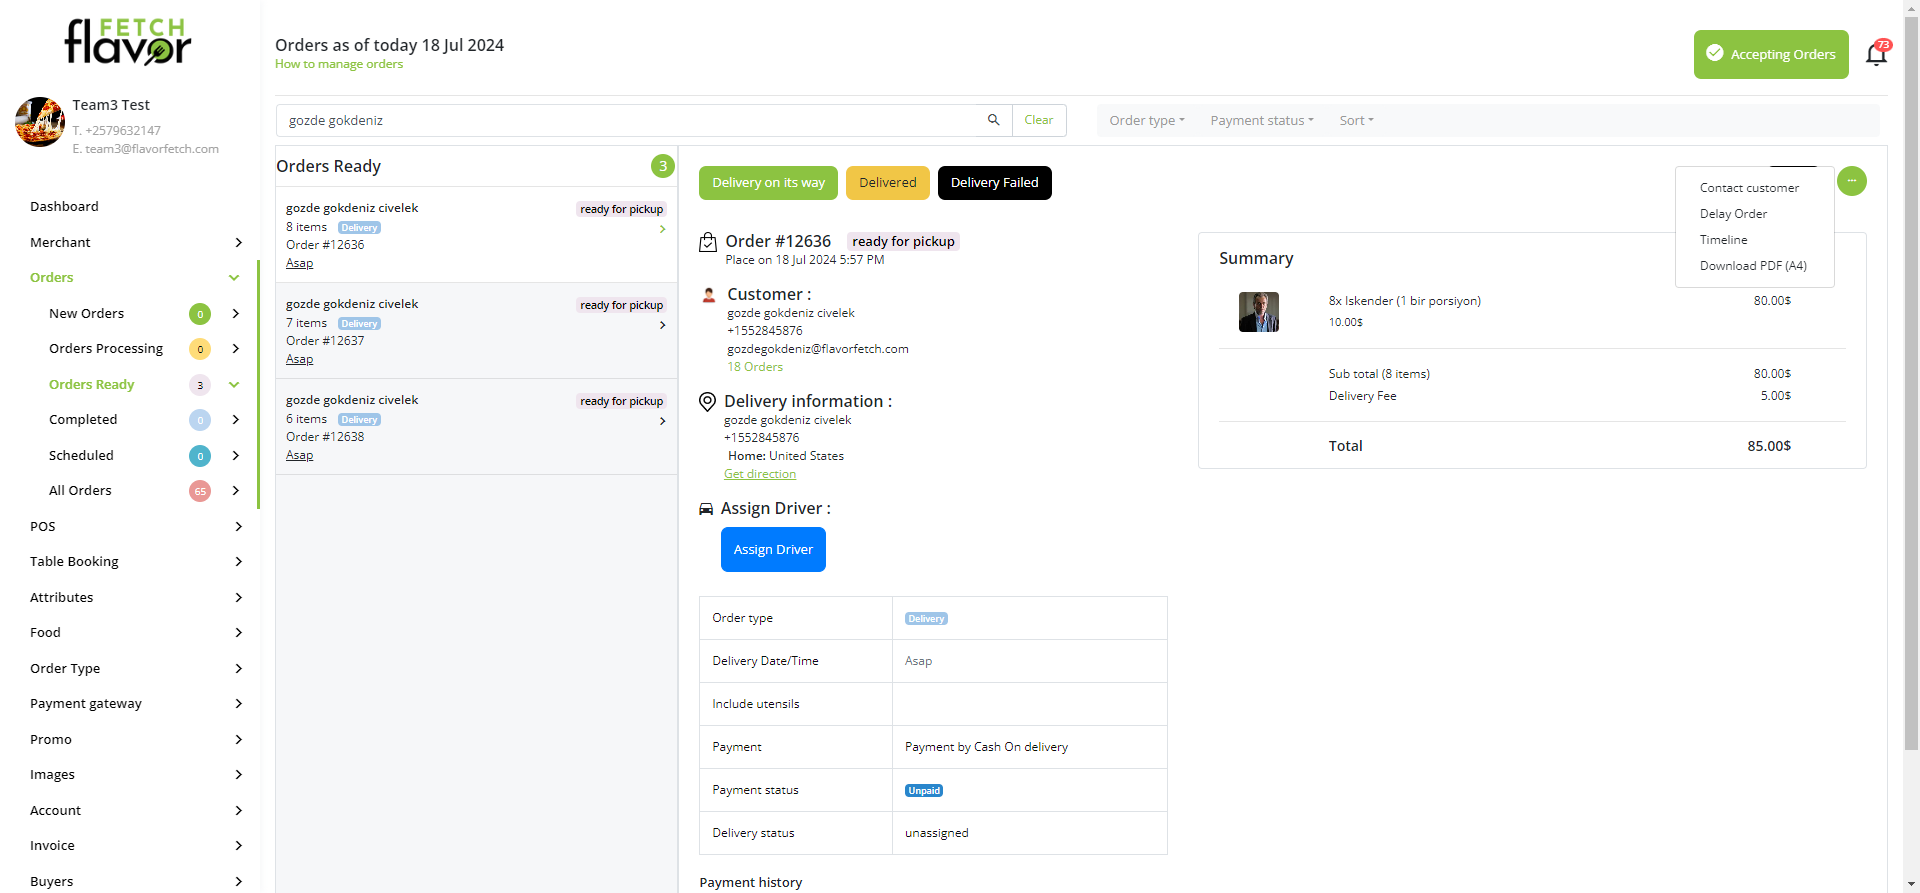 FETCH
flavor
Team3 Test
T. +2579632147
E. team3@flavorfetch.com
Dashboard
Merchant
Orders
New Orders 0
Orders Processing 0
Orders Ready 3
Completed 0
Scheduled 0
All Orders 65
POS
Table Booking
Attributes
Food
Order Type
Payment gateway
Promo
Images
Account
Invoice
Buyers
Orders as of today 18 Jul 2024
How to manage orders
Accepting Orders
73
gozde gokdeniz
Clear
Order type
Payment status
Sort
Orders Ready 3
gozde gokdeniz civelek ready for pickup
8 items Delivery
Order #12636
Asap
gozde gokdeniz civelek ready for pickup
7 items Delivery
Order #12637
Asap
gozde gokdeniz civelek ready for pickup
6 items Delivery
Order #12638
Asap
Delivery on its way
Delivered
Delivery Failed
Contact customer
Delay Order
Timeline
Download PDF (A4)
Order #12636 ready for pickup
Place on 18 Jul 2024 5:57 PM
Customer :
gozde gokdeniz civelek
+1552845876
gozdegokdeniz@flavorfetch.com
18 Orders
Delivery information :
gozde gokdeniz civelek
+1552845876
Home: United States
Get direction
Assign Driver :
Assign Driver
Order type Delivery
Delivery Date/Time Asap
Include utensils
Payment Payment by Cash On delivery
Payment status Unpaid
Delivery status unassigned
Payment history
Summary
8x Iskender (1 bir porsiyon) 80.00$
10.00$
Sub total (8 items) 80.00$
Delivery Fee 5.00$
Total 85.00$